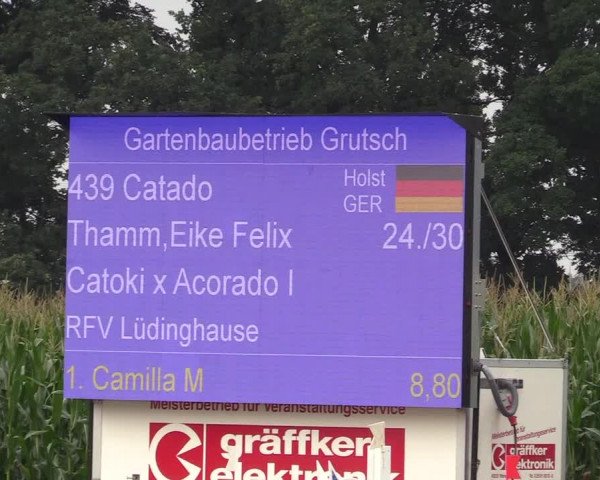 Gartenbaubetrieb Grutsch
439 Catado Holst
GER
Thamm,Eike Felix 24./30
Catoki x Acorado I
RFV Lüdinghause
1. Camilla M 8,80
Meisterbetrieb für Veranstaltungsservice
gräffker
elektronik
gräffker
elektronik